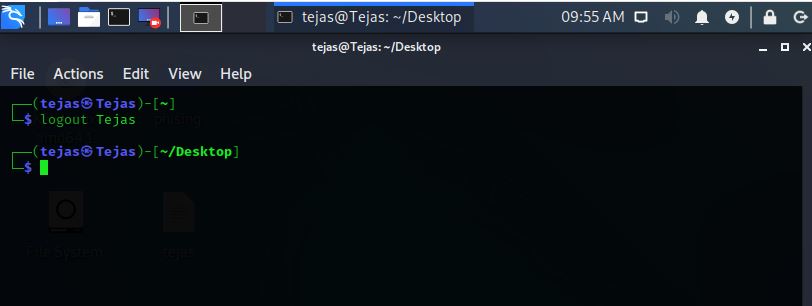 tejas@Tejas: ~/Desktop
09:55 AM
tejas@Tejas: ~/Desktop
File Actions Edit View Help
┌──(tejas㉿Tejas)-[~]
└─$ logout Tejas
phising
┌──(tejas㉿Tejas)-[~/Desktop]
└─$
File System
tejas